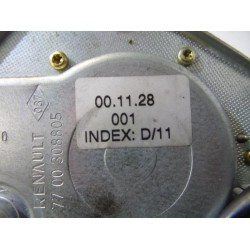 00.11.28
001
INDEX: D/11
RENAULT
77 00 308805